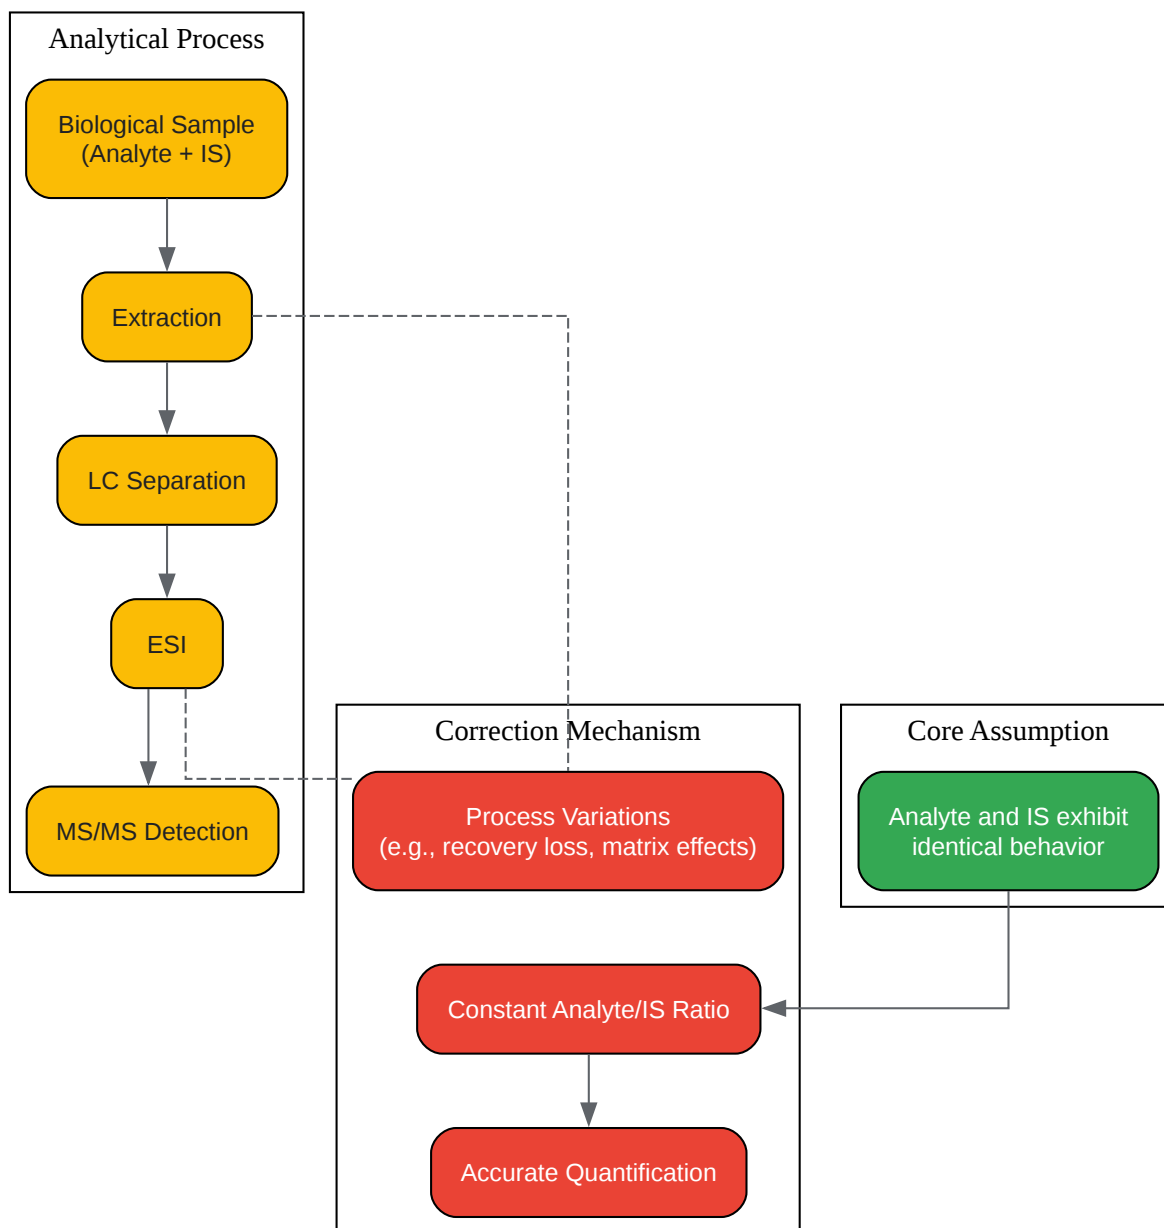 Analytical Process
Biological Sample
(Analyte + IS)
Extraction
LC Separation
ESI
MS/MS Detection
Correction Mechanism
Process Variations
(e.g., recovery loss, matrix effects)
Constant Analyte/IS Ratio
Accurate Quantification
Core Assumption
Analyte and IS exhibit
identical behavior